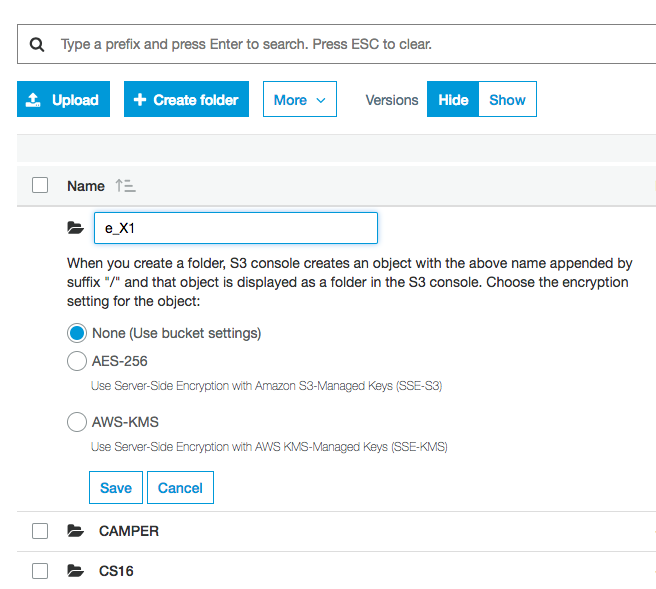 Type a prefix and press Enter to search. Press ESC to clear.
Upload Create folder More Versions Hide Show
Name
e_X1
When you create a folder, S3 console creates an object with the above name appended by
suffix "/" and that object is displayed as a folder in the S3 console. Choose the encryption
setting for the object:
None (Use bucket settings)
AES-256
Use Server-Side Encryption with Amazon S3-Managed Keys (SSE-S3)
AWS-KMS
Use Server-Side Encryption with AWS KMS-Managed Keys (SSE-KMS)
Save Cancel
CAMPER
CS16